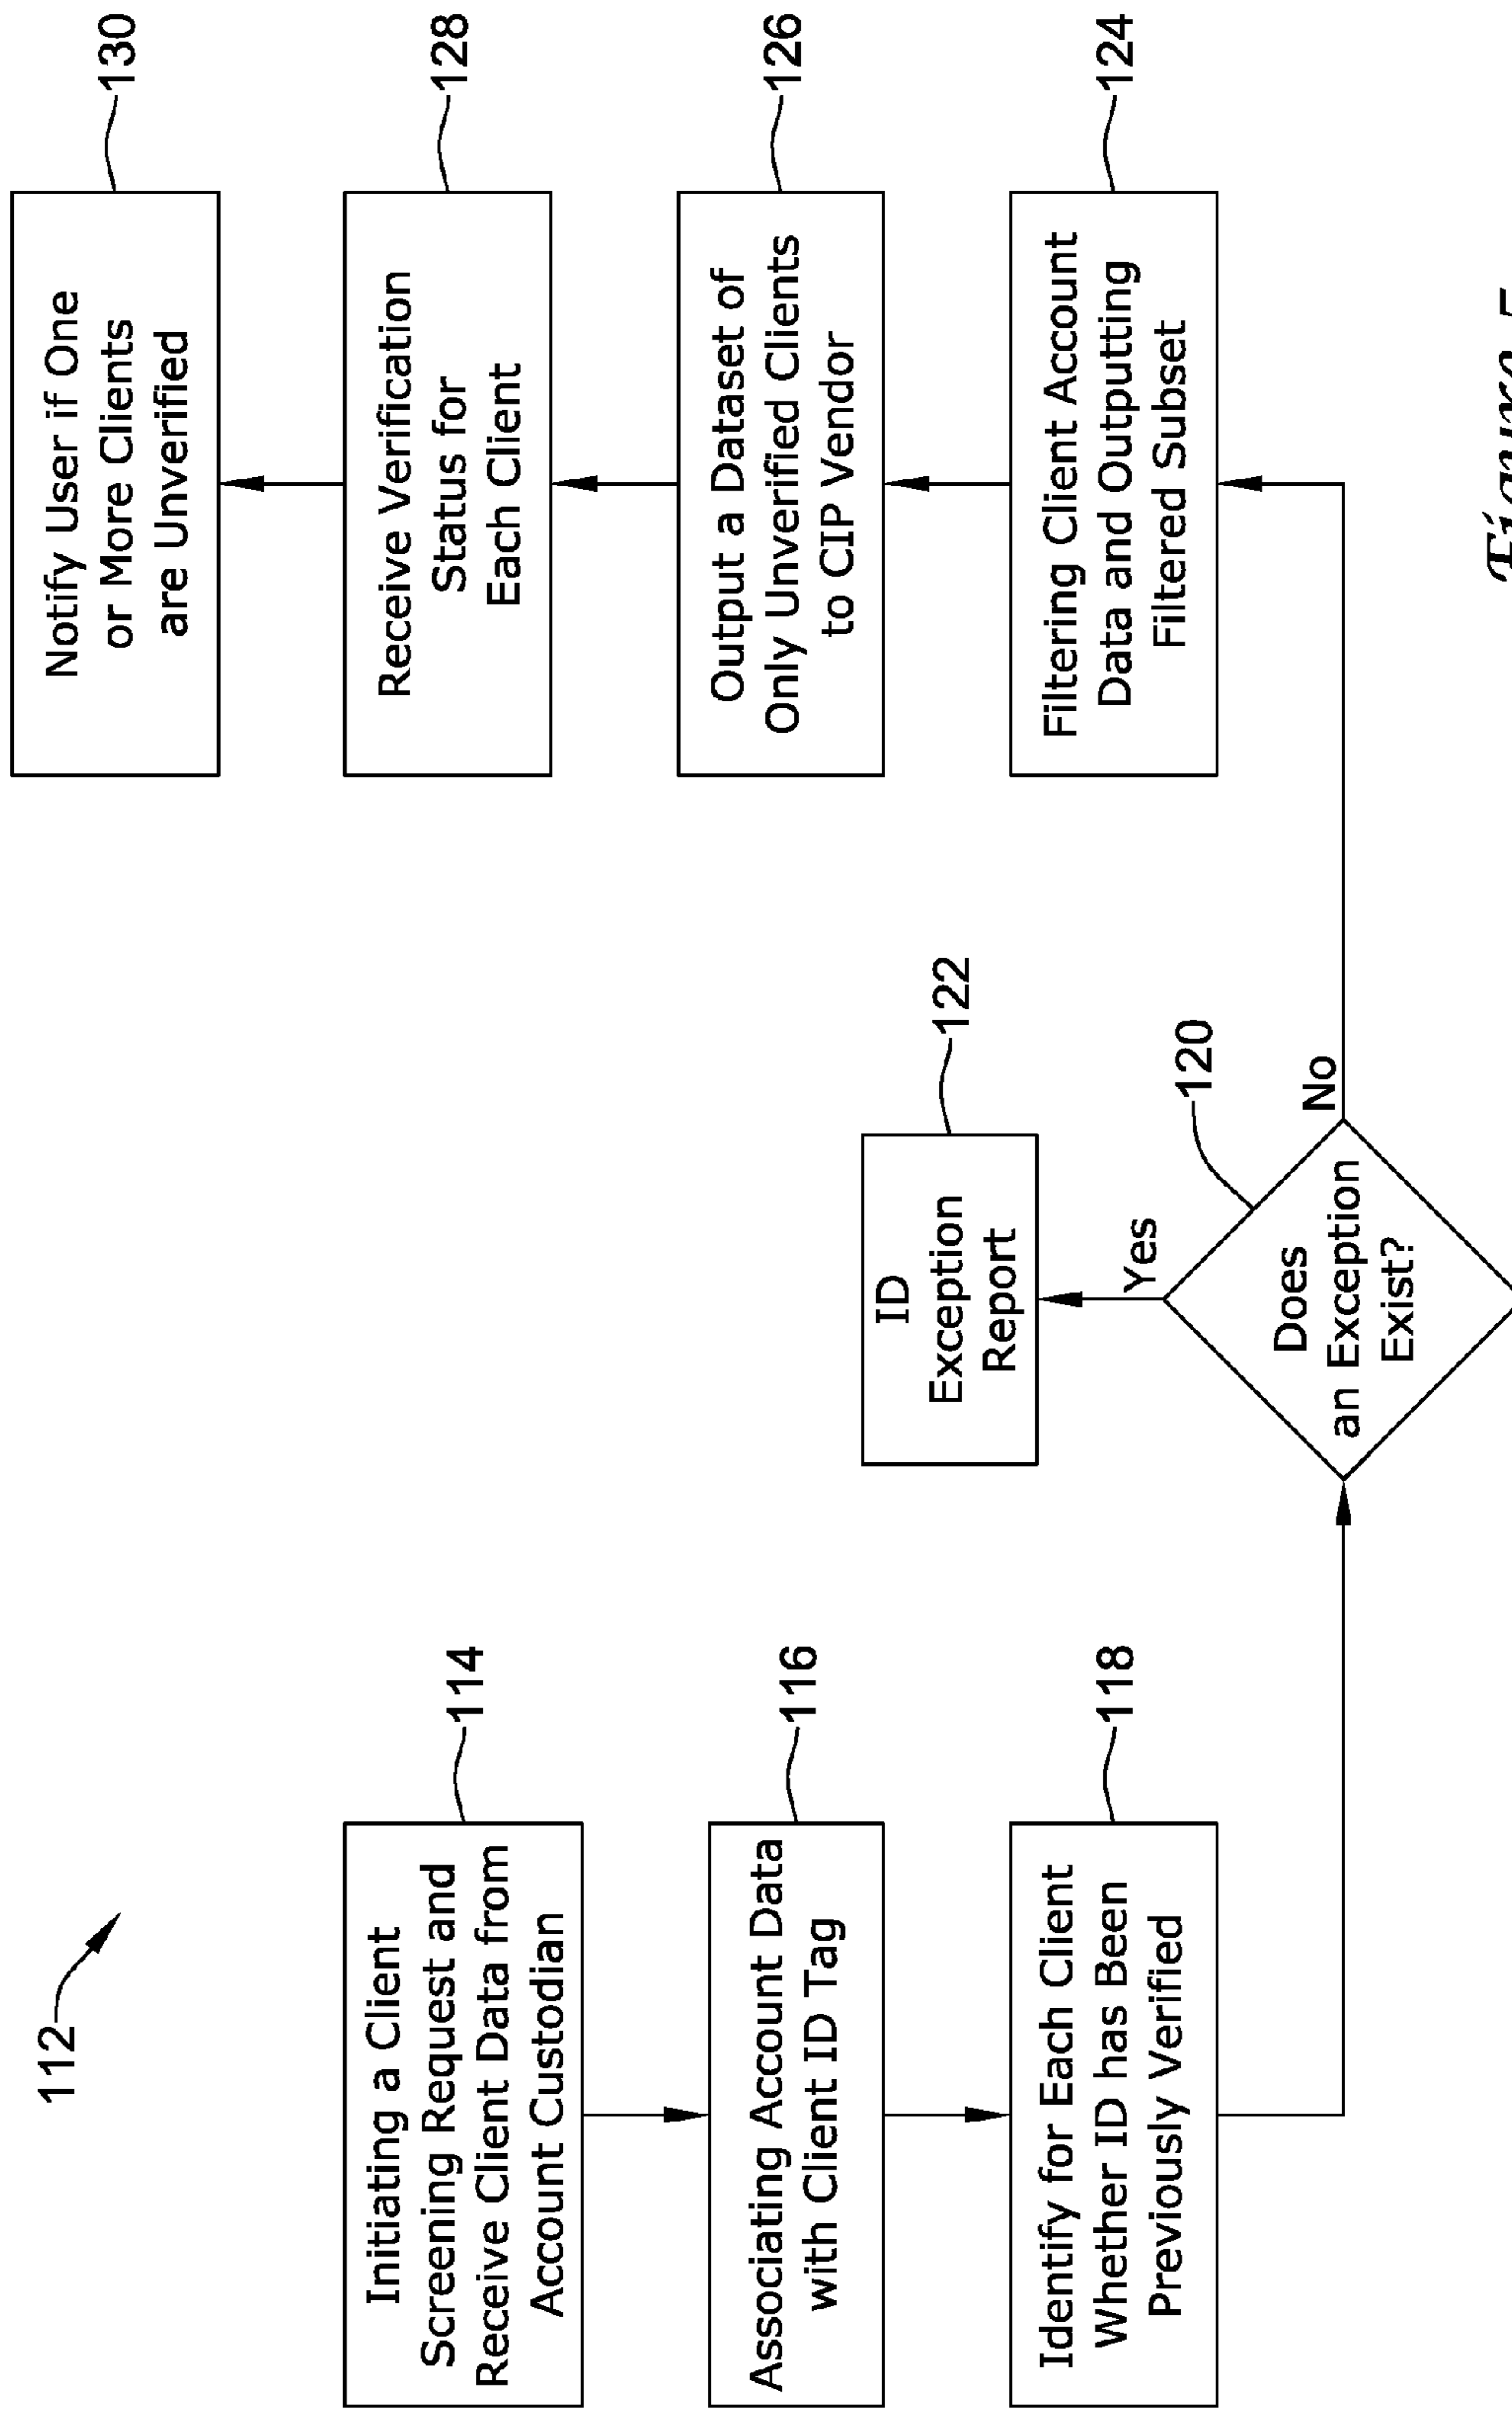 112
Initiating a Client
Screening Request and
Receive Client Data from
Account Custodian
114
Associating Account Data
with Client ID Tag
116
Identify for Each Client
Whether ID has Been
Previously Verified
118
Does
an Exception
Exist?
120
Yes
No
ID
Exception
Report
122
Filtering Client Account
Data and Outputting
Filtered Subset
124
Output a Dataset of
Only Unverified Clients
to CIP Vendor
126
Receive Verification
Status for
Each Client
128
Notify User if One
or More Clients
are Unverified
130
Figure